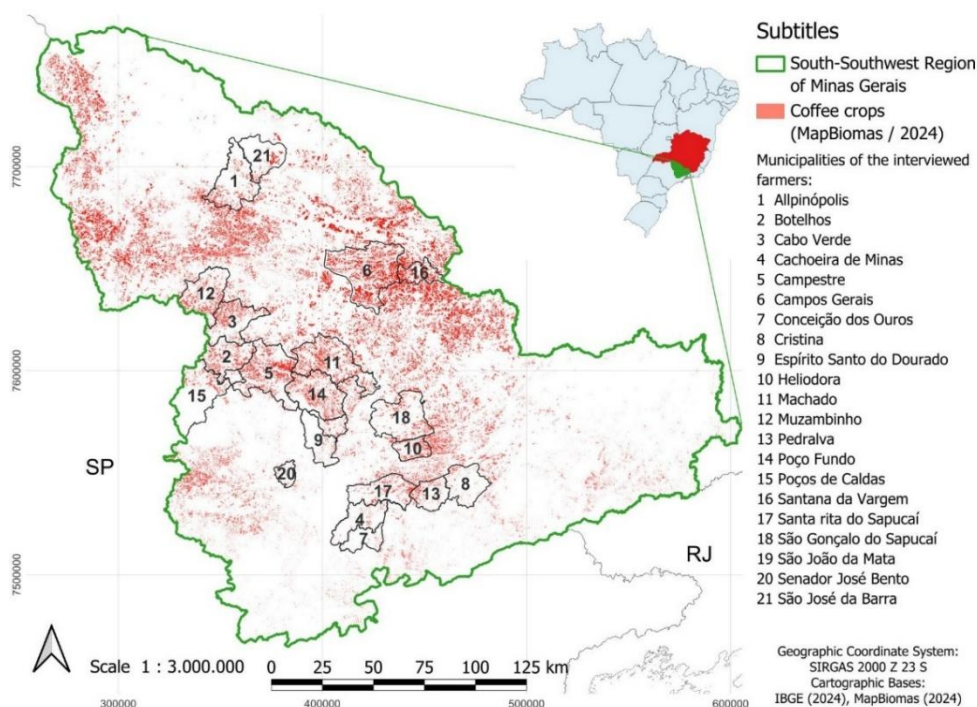 Subtitles
South-Southwest Region
of Minas Gerais
Coffee crops
(MapBiomas / 2024)
Municipalities of the interviewed
farmers:
1 Allpinópolis
2 Botelhos
3 Cabo Verde
4 Cachoeira de Minas
5 Campestre
6 Campos Gerais
7 Conceição dos Ouros
8 Cristina
9 Espírito Santo do Dourado
10 Heliodora
11 Machado
12 Muzambinho
13 Pedralva
14 Poço Fundo
15 Poços de Caldas
16 Santana da Vargem
17 Santa rita do Sapucaí
18 São Gonçalo do Sapucaí
19 São João da Mata
20 Senador José Bento
21 São José da Barra
Geographic Coordinate System:
SIRGAS 2000 Z 23 S
Cartographic Bases:
IBGE (2024), MapBiomas (2024)
7700000
7600000
7500000
21
1
6
16
12
3
2
5
11
14
15
18
9
10
20
17
13
8
4
7
SP
RJ
Scale 1 : 3.000.000
0 25 50 75 100 125 km
300000 400000 500000 600000